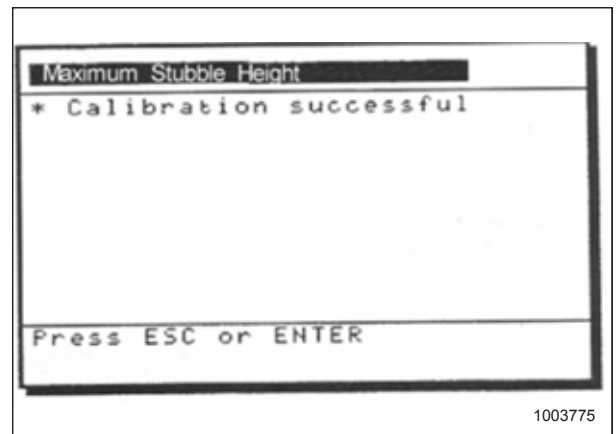 Maximum Stubble Height
* Calibration successful
Press ESC or ENTER
1003775